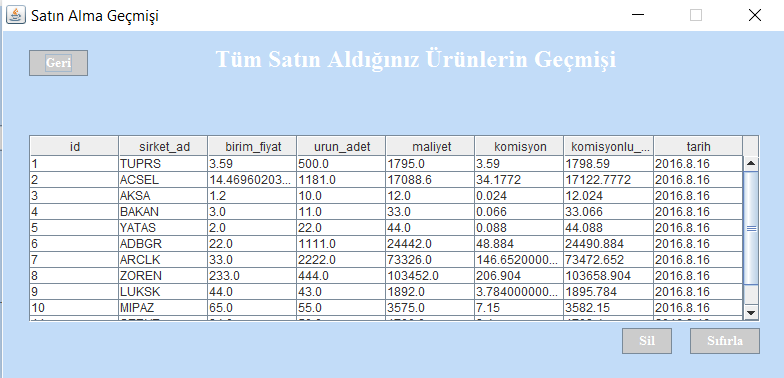 Satın Alma Geçmişi
Geri
Tüm Satın Aldığınız Ürünlerin Geçmişi
id sirket_ad birim_fiyat urun_adet maliyet komisyon komisyonlu_... tarih
1 TUPRS 3.59 500.0 1795.0 3.59 1798.59 2016.8.16
2 ACSEL 14.46960203... 1181.0 17088.6 34.1772 17122.7772 2016.8.16
3 AKSA 1.2 10.0 12.0 0.024 12.024 2016.8.16
4 BAKAN 3.0 11.0 33.0 0.066 33.066 2016.8.16
5 YATAS 2.0 22.0 44.0 0.088 44.088 2016.8.16
6 ADBGR 22.0 1111.0 24442.0 48.884 24490.884 2016.8.16
7 ARCLK 33.0 2222.0 73326.0 146.6520000... 73472.652 2016.8.16
8 ZOREN 233.0 444.0 103452.0 206.904 103658.904 2016.8.16
9 LUKSK 44.0 43.0 1892.0 3.784000000... 1895.784 2016.8.16
10 MIPAZ 65.0 55.0 3575.0 7.15 3582.15 2016.8.16
Sil Sıfırla